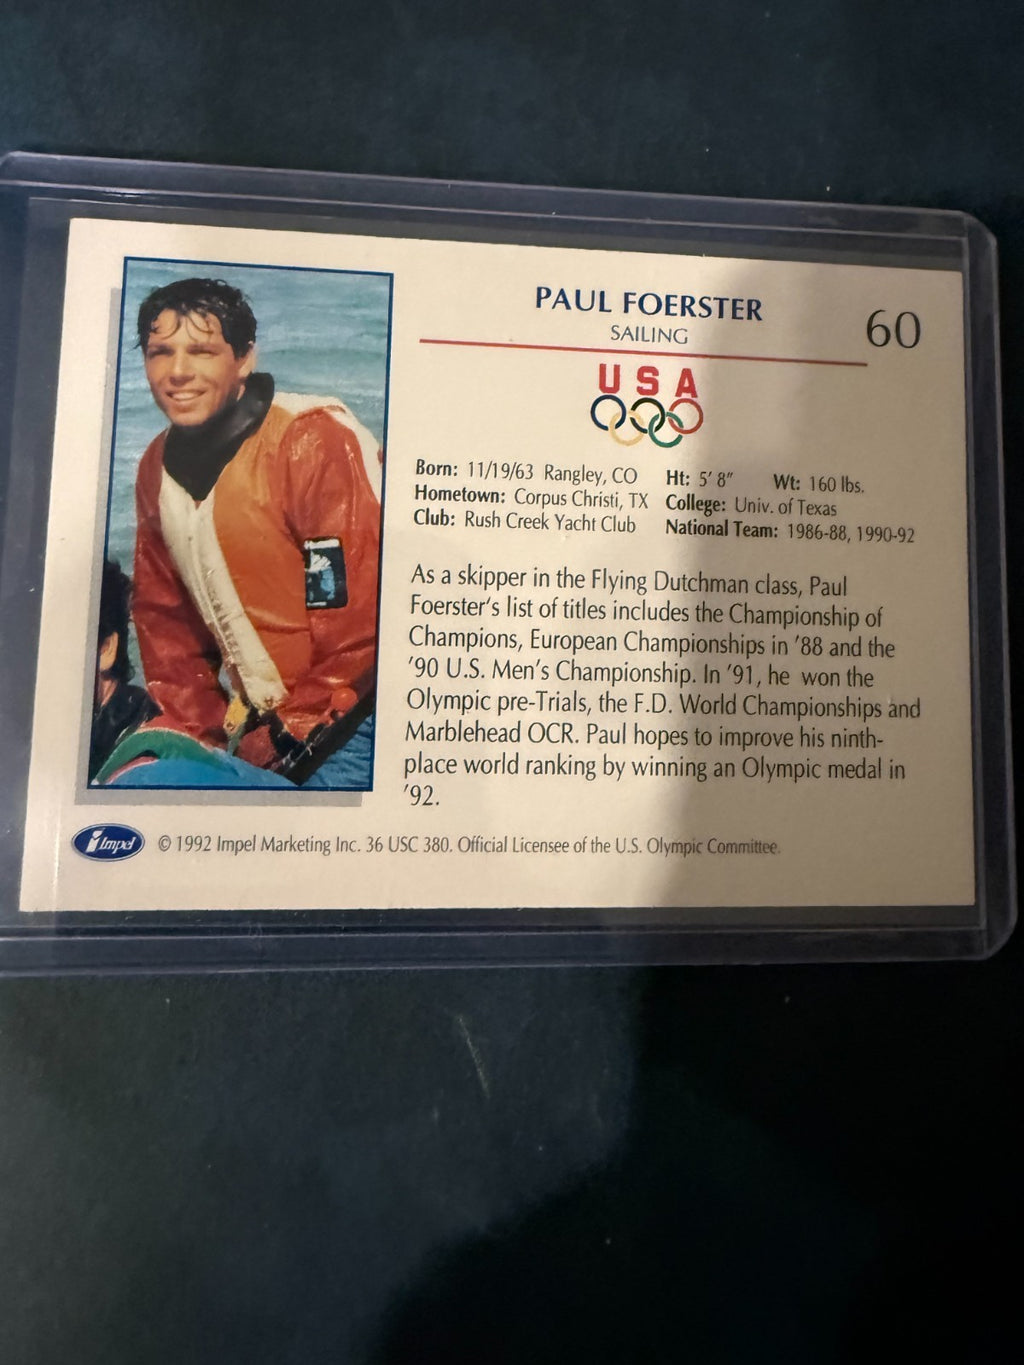 PAUL FOERSTER
60
SAILING
USA
Born: 11/19/63 Rangley, CO
Ht: 5' 8" Wt: 160 lbs.
Hometown: Corpus Christi, TX
College: Univ. of Texas
Club: Rush Creek Yacht Club
National Team: 1986-88, 1990-92
As a skipper in the Flying Dutchman class, Paul
Foerster's list of titles includes the Championship of
Champions, European Championships in '88 and the
'90 U.S. Men's Championship. In '91, he won the
Olympic pre-Trials, the F.D. World Championships and
Marblehead OCR. Paul hopes to improve his ninth-
place world ranking by winning an Olympic medal in
'92.
Impel
© 1992 Impel Marketing Inc. 36 USC 380. Official Licensee of the U.S. Olympic Committee.